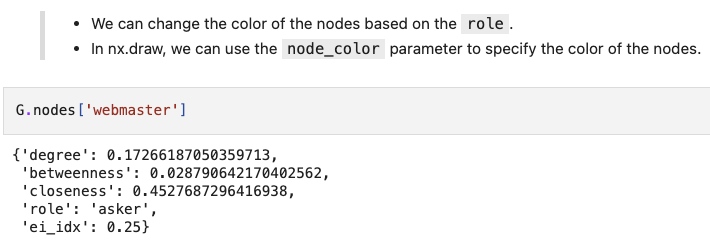 • We can change the color of the nodes based on the role .
• In nx.draw, we can use the node_color parameter to specify the color of the nodes.
G.nodes['webmaster']
{'degree': 0.17266187050359713,
 'betweenness': 0.028790642170402562,
 'closeness': 0.4527687296416938,
 'role': 'asker',
 'ei_idx': 0.25}